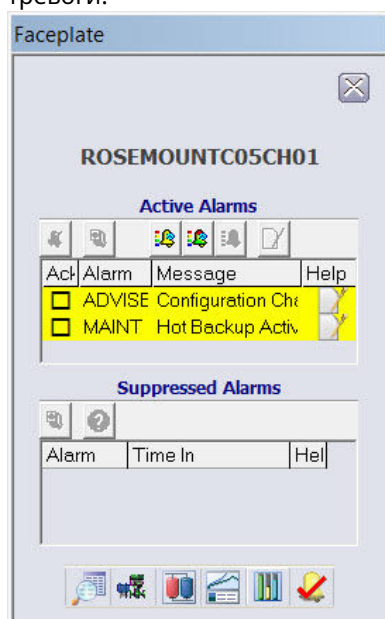 тревоги.
Faceplate
ROSEMOUNTC05CH01
Active Alarms
Ack Alarm Message Help
ADVISE Configuration Cha
MAINT Hot Backup Activ
Suppressed Alarms
Alarm Time In Hel